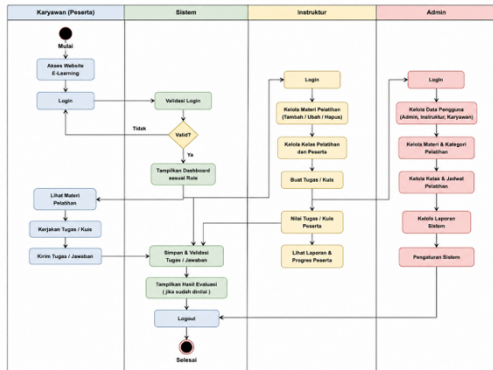 Karyawan (Peserta)
Sistem
Instruktur
Admin
Mulai
Akses Website
E-Learning
Login
Validasi Login
Tidak
Valid?
Ya
Tampilkan Dashboard
sesuai Role
Lihat Materi
Pelatihan
Kerjakan Tugas / Kuis
Kirim Tugas / Jawaban
Simpan & Validasi
Tugas / Jawaban
Tampilkan Hasil Evaluasi
(jika sudah dinilai)
Logout
Selesai
Login
Kelola Materi Pelatihan
(Tambah / Ubah / Hapus)
Kelola Kelas Pelatihan
dan Peserta
Buat Tugas / Kuis
Nilai Tugas / Kuis
Peserta
Lihat Laporan &
Progres Peserta
Login
Kelola Data Pengguna
(Admin, Instruktur, Karyawan)
Kelola Materi & Kategori
Pelatihan
Kelola Kelas & Jadwal
Pelatihan
Kelola Laporan
Sistem
Pengaturan Sistem